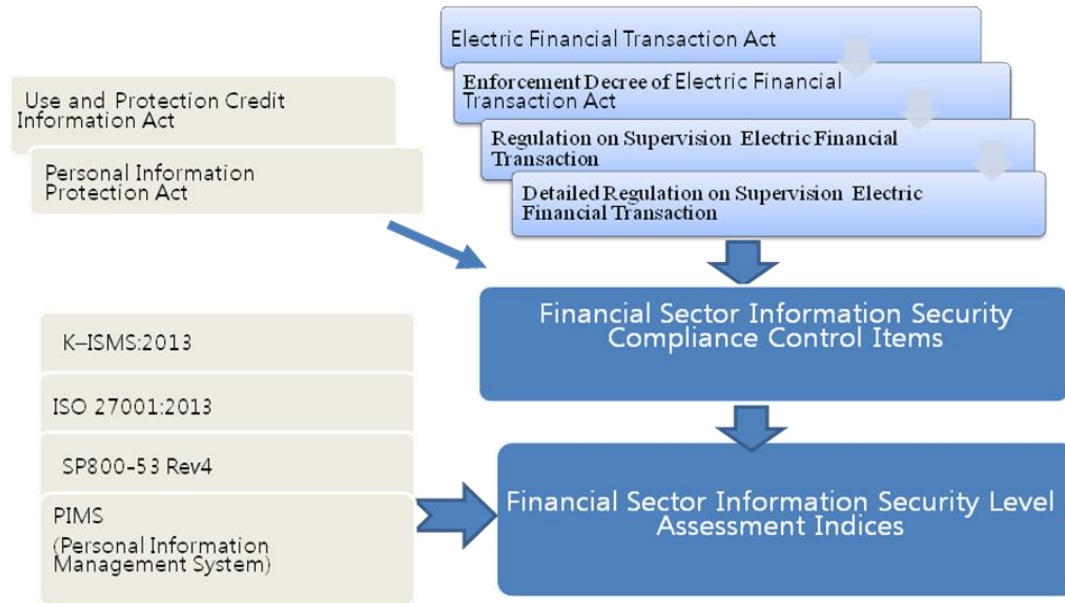 Electric Financial Transaction Act
Enforcement Decree of Electric Financial
Transaction Act
Regulation on Supervision Electric Financial
Transaction
Detailed Regulation on Supervision Electric
Financial Transaction
Use and Protection Credit
Information Act
Personal Information
Protection Act
Financial Sector Information Security
Compliance Control Items
K–ISMS:2013
ISO 27001:2013
SP800-53 Rev4
PIMS
(Personal Information
Management System)
Financial Sector Information Security Level
Assessment Indices